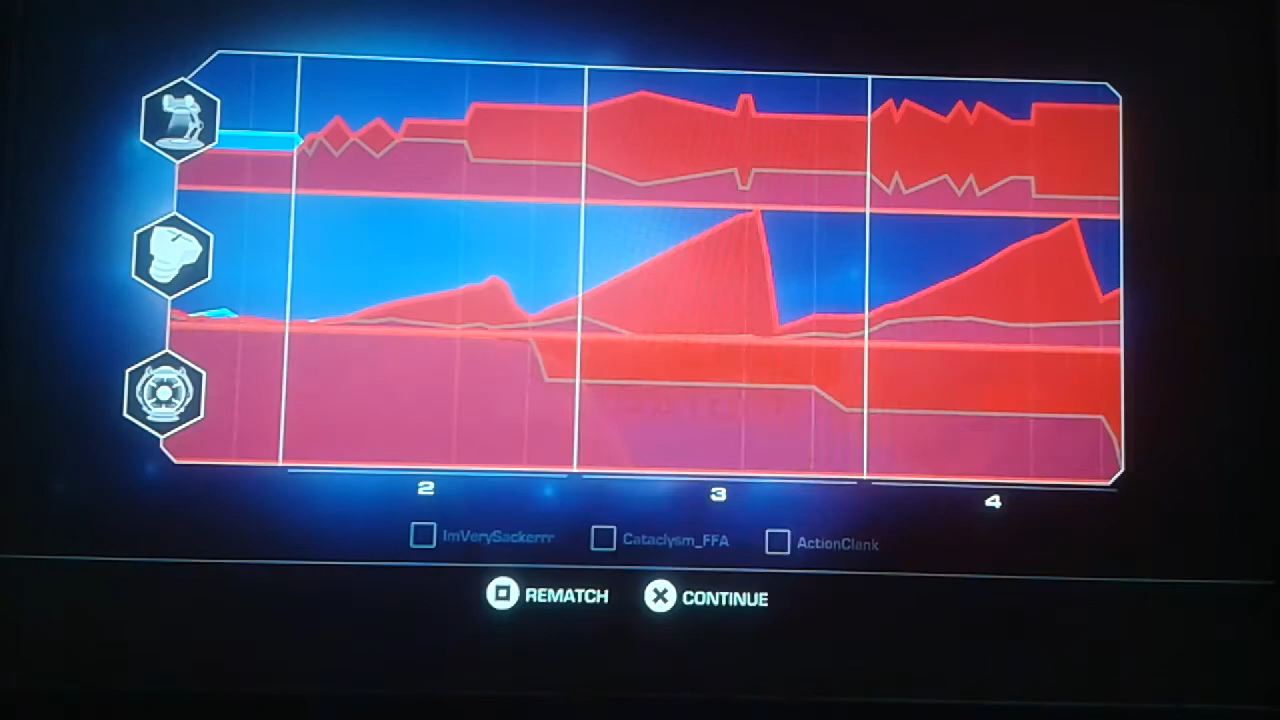 2 3 4
ImVerySackerrr Cataclysm_FFA ActionClank
REMATCH CONTINUE